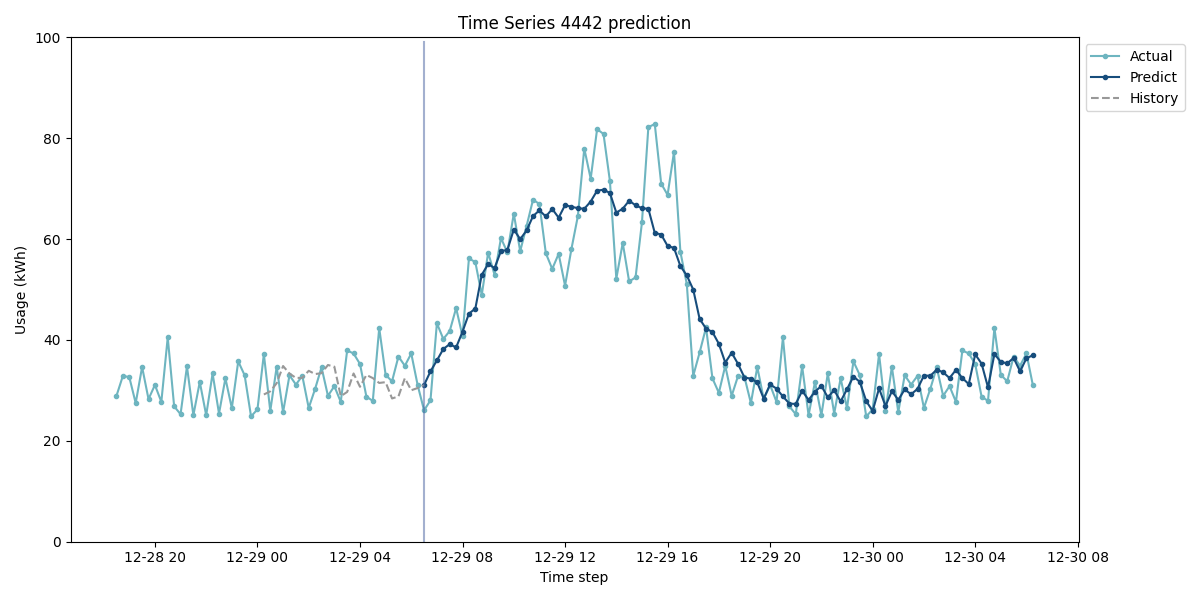 Time Series 4442 prediction
Usage (kWh)
100
80
60
40
20
0
12-28 20
12-29 00
12-29 04
12-29 08
12-29 12
12-29 16
12-29 20
12-30 00
12-30 04
12-30 08
Time step
Actual
Predict
History